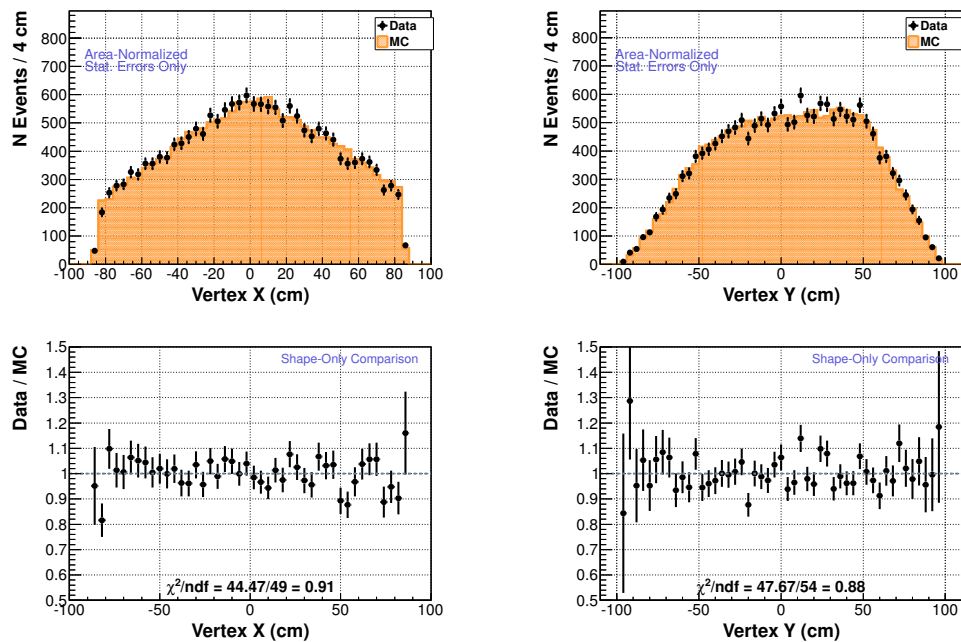 N Events / 4 cm
800
700
600
500
400
300
200
100
0
Data
MC
Area-Normalized
Stat. Errors Only
-100 -80 -60 -40 -20 0 20 40 60 80 100
Vertex X (cm)
N Events / 4 cm
800
700
600
500
400
300
200
100
0
Data
MC
Area-Normalized
Stat. Errors Only
-100 -50 0 50 100
Vertex Y (cm)
Data / MC
1.5
1.4
1.3
1.2
1.1
1
0.9
0.8
0.7
0.6
0.5
Shape-Only Comparison
χ²/ndf = 44.47/49 = 0.91
-100 -50 0 50 100
Vertex X (cm)
Data / MC
1.5
1.4
1.3
1.2
1.1
1
0.9
0.8
0.7
0.6
0.5
Shape-Only Comparison
χ²/ndf = 47.67/54 = 0.88
-100 -50 0 50 100
Vertex Y (cm)